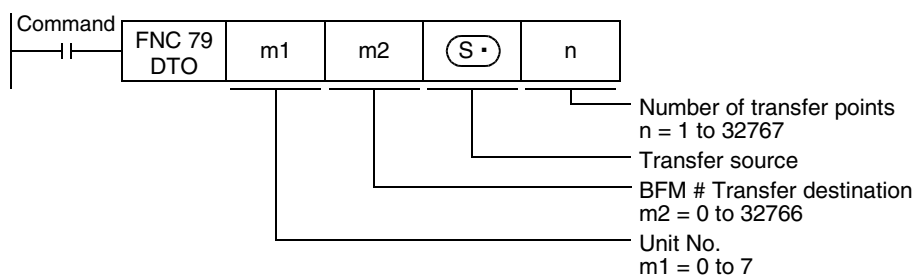 Command
FNC 79
DTO
m1
m2
S •
n
Number of transfer points
n = 1 to 32767
Transfer source
BFM # Transfer destination
m2 = 0 to 32766
Unit No.
m1 = 0 to 7